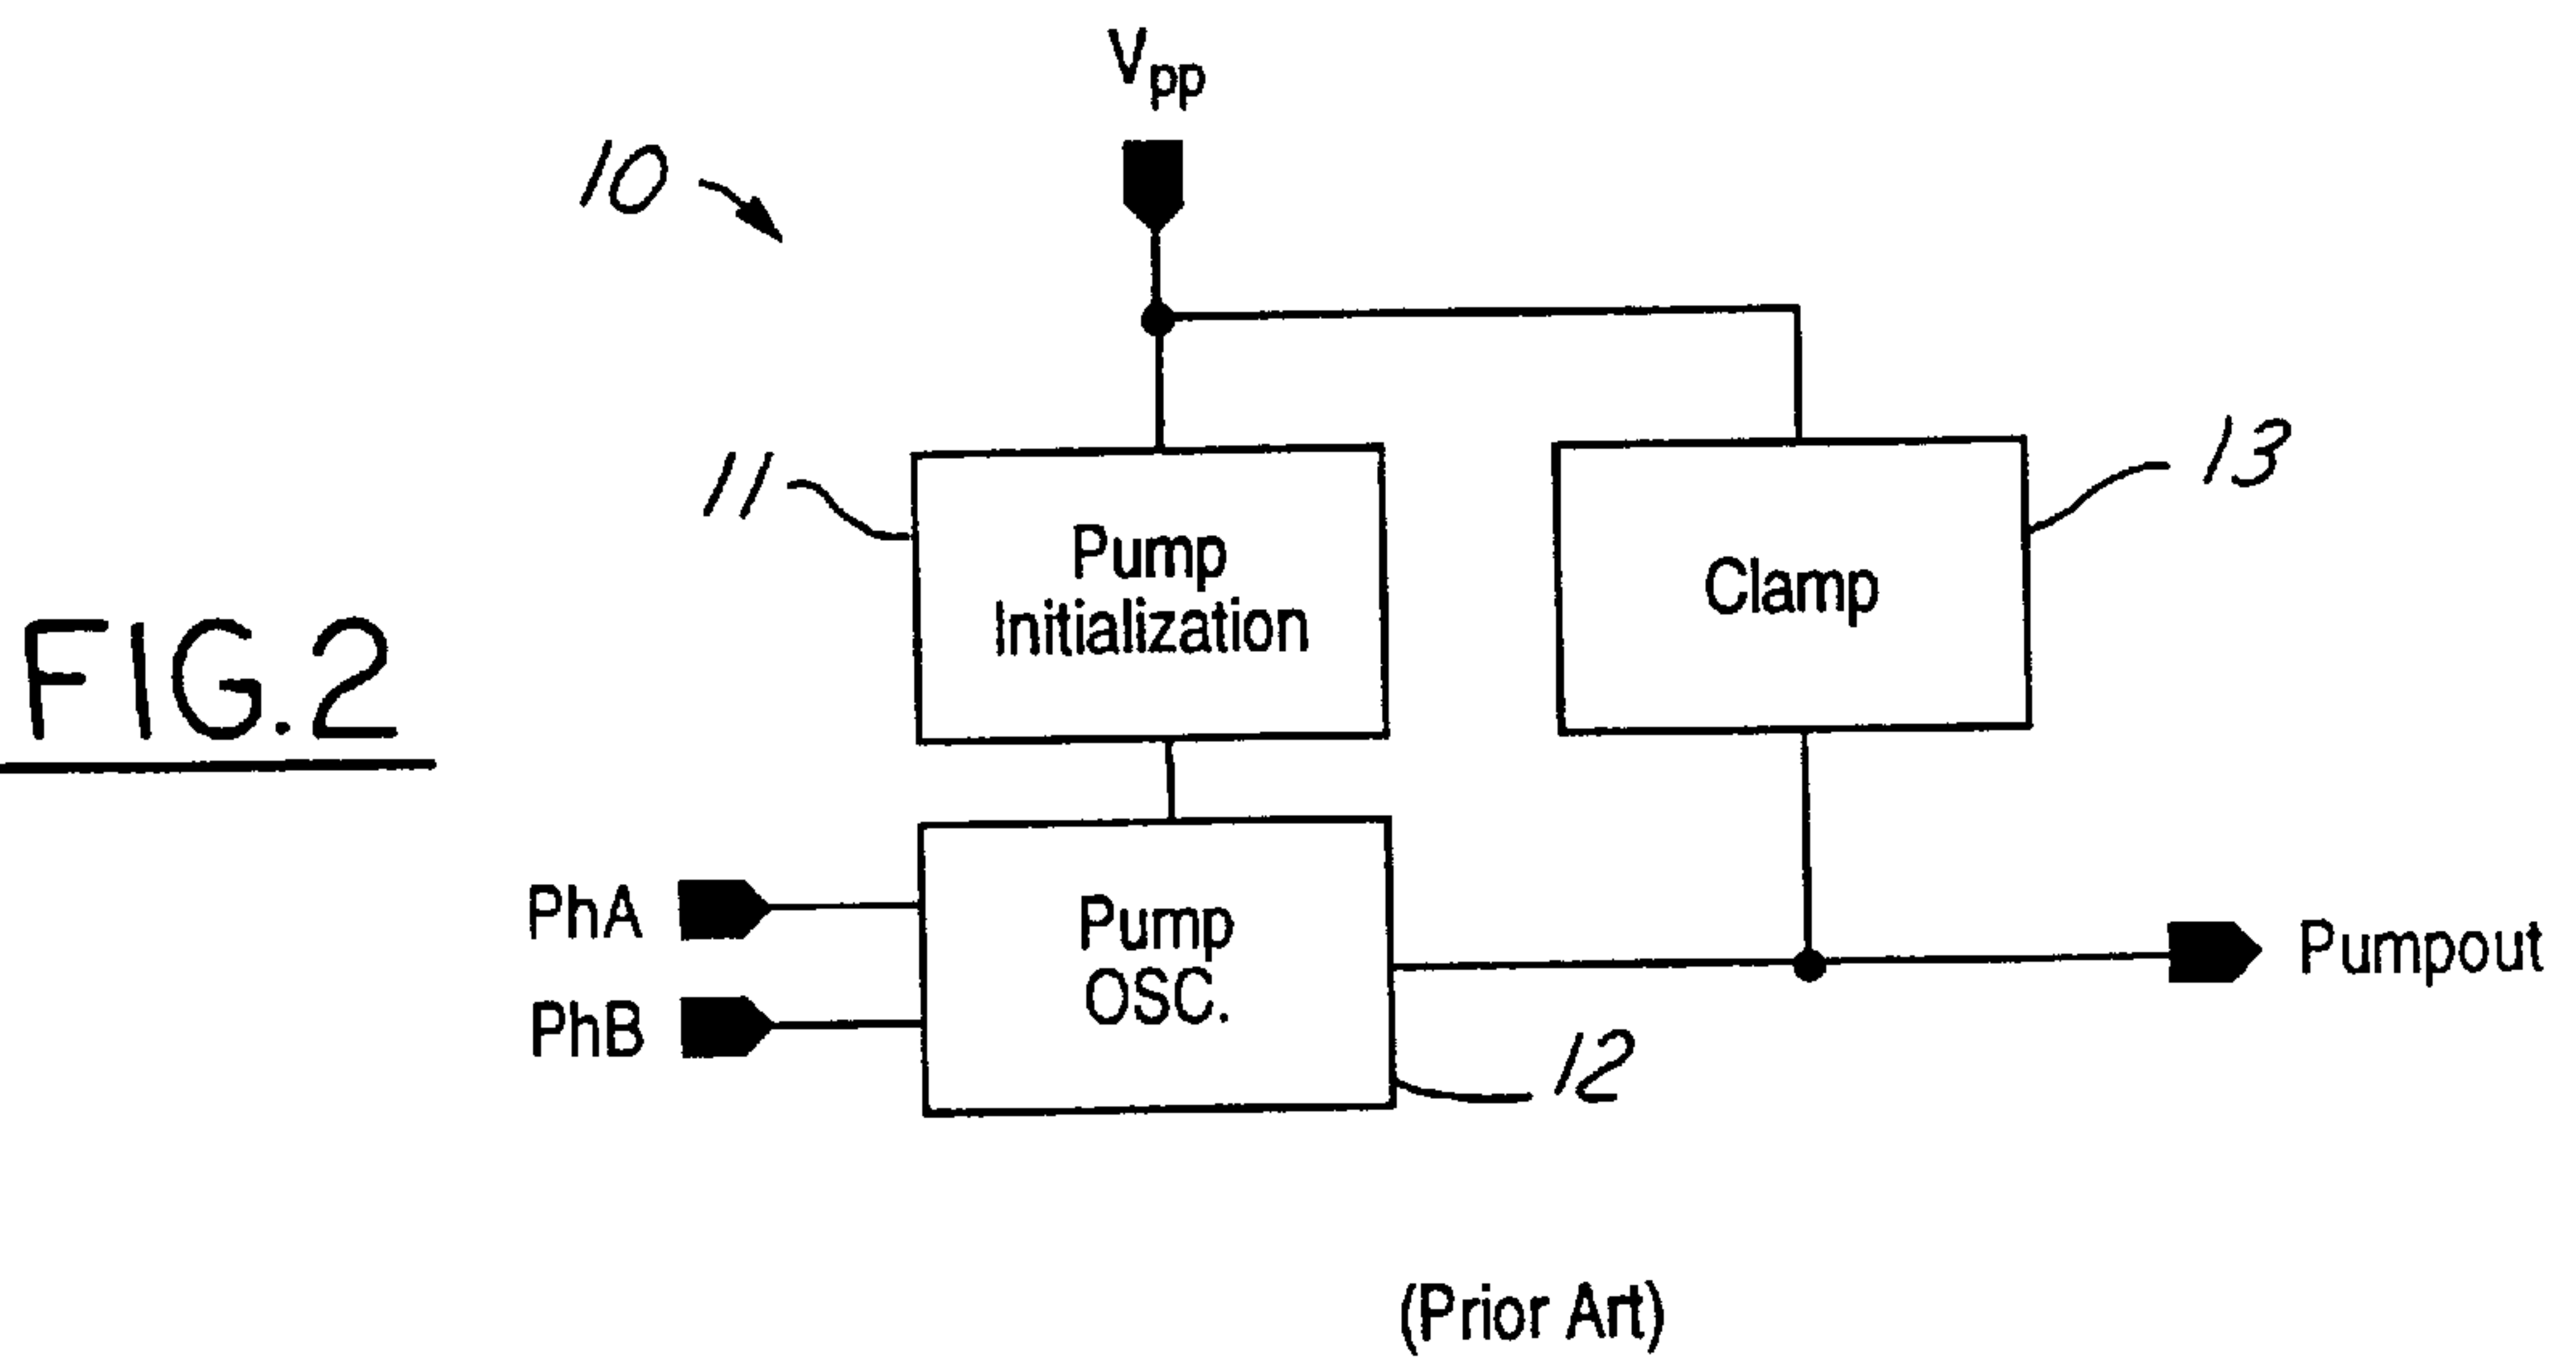 Vpp
10
11
13
Pump
Initialization
Clamp
FIG.2
PhA
Pump
OSC.
Pumpout
PhB
12
(Prior Art)